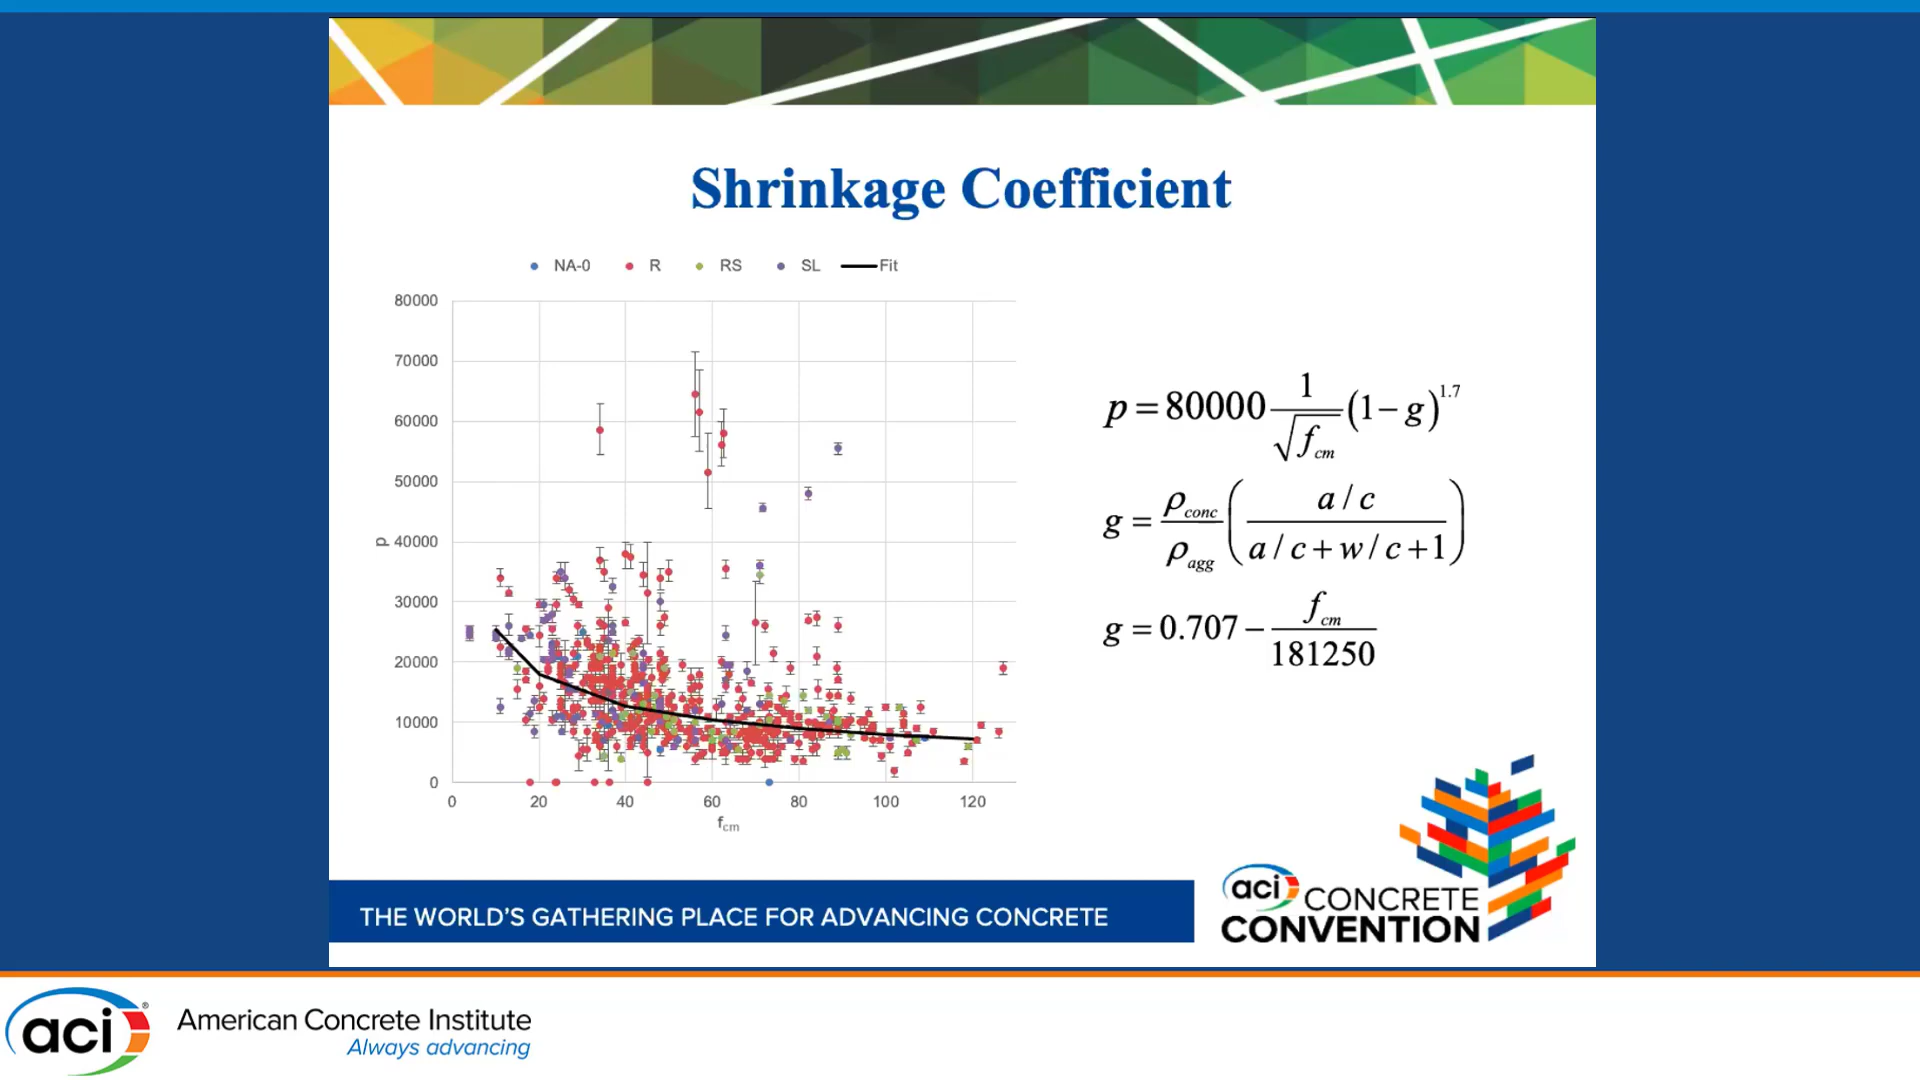 Shrinkage Coefficient
NA-0 R RS SL Fit
80000
70000
60000
50000
p 40000
30000
20000
10000
0
0 20 40 60 80 100 120
fcm
p = 80000 1/√fcm (1 − g)^1.7
g = ρconc/ρagg (a / c / a / c + w / c + 1)
g = 0.707 − fcm/181250
THE WORLD'S GATHERING PLACE FOR ADVANCING CONCRETE
aci CONCRETE
CONVENTION
aci® American Concrete Institute
Always advancing